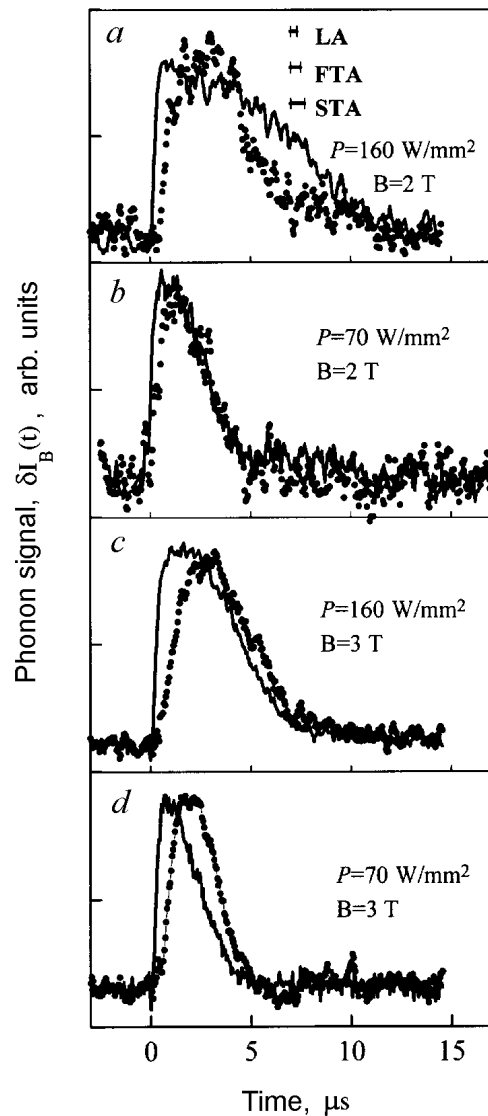 a
LA
FTA
STA
P=160 W/mm²
B=2 T
b
P=70 W/mm²
B=2 T
c
P=160 W/mm²
B=3 T
d
P=70 W/mm²
B=3 T
Phonon signal, δI_B(t), arb. units
0 5 10 15
Time, μs